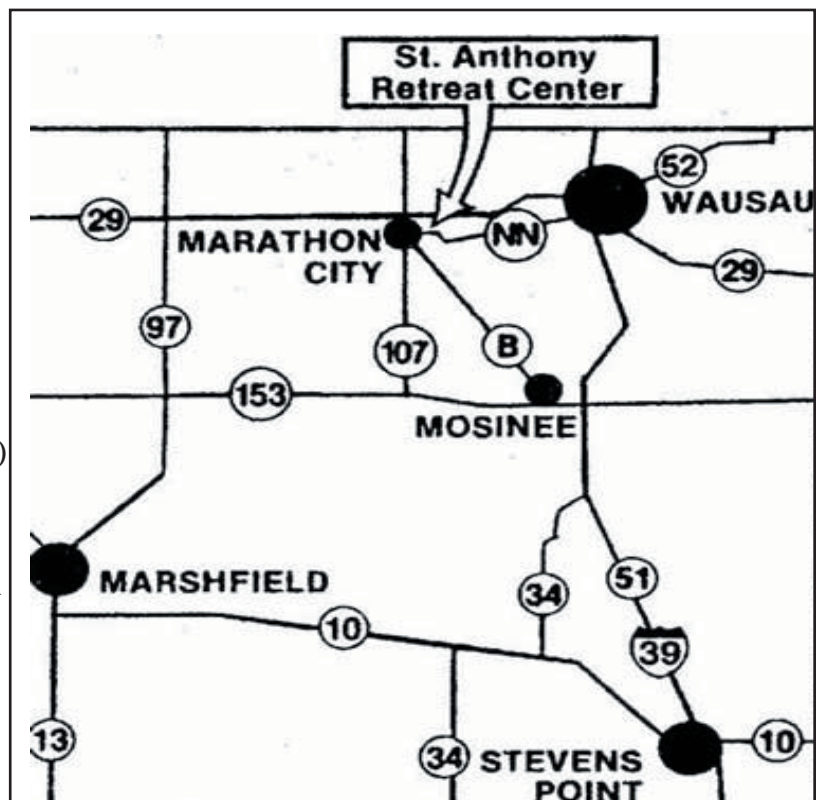 St. Anthony
Retreat Center
52
WAUSAU
29
NN
MARATHON
CITY
29
97
107
B
153
MOSINEE
)
MARSHFIELD
34
51
10
39
13
34
STEVENS
POINT
10